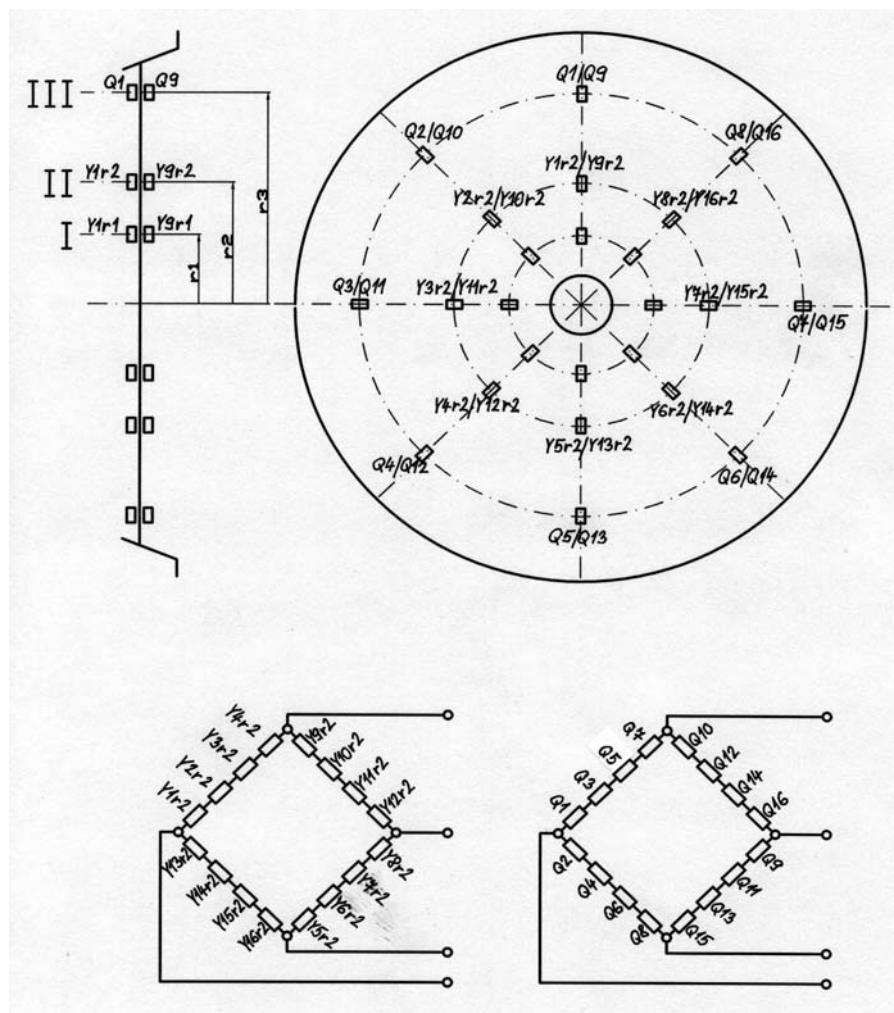 III
Q1
Q9
II
Y1r2
Y9r2
I
Y1r1
Y9r1
r1
r2
r3
Q1/Q9
Q2/Q10
Q8/Q16
Y1r2/Y9r2
Y2r2/Y10r2
Y8r2/Y16r2
Q3/Q11
Y3r2/Y11r2
Y7r2/Y15r2
Q7/Q15
Y4r2/Y12r2
Y6r2/Y14r2
Y5r2/Y13r2
Q4/Q12
Q6/Q14
Q5/Q13
Y4r2
Y3r2
Y2r2
Y1r2
Y9r2
Y10r2
Y11r2
Y12r2
Y13r2
Y14r2
Y15r2
Y16r2
Y8r2
Y7r2
Y6r2
Y5r2
Q7
Q5
Q3
Q1
Q10
Q12
Q14
Q16
Q2
Q4
Q6
Q8
Q9
Q11
Q13
Q15